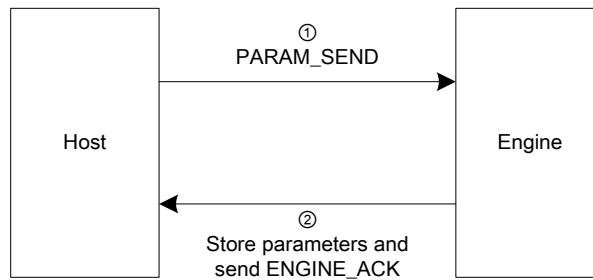 ①
PARAM_SEND
Host
Engine
②
Store parameters and
send ENGINE_ACK